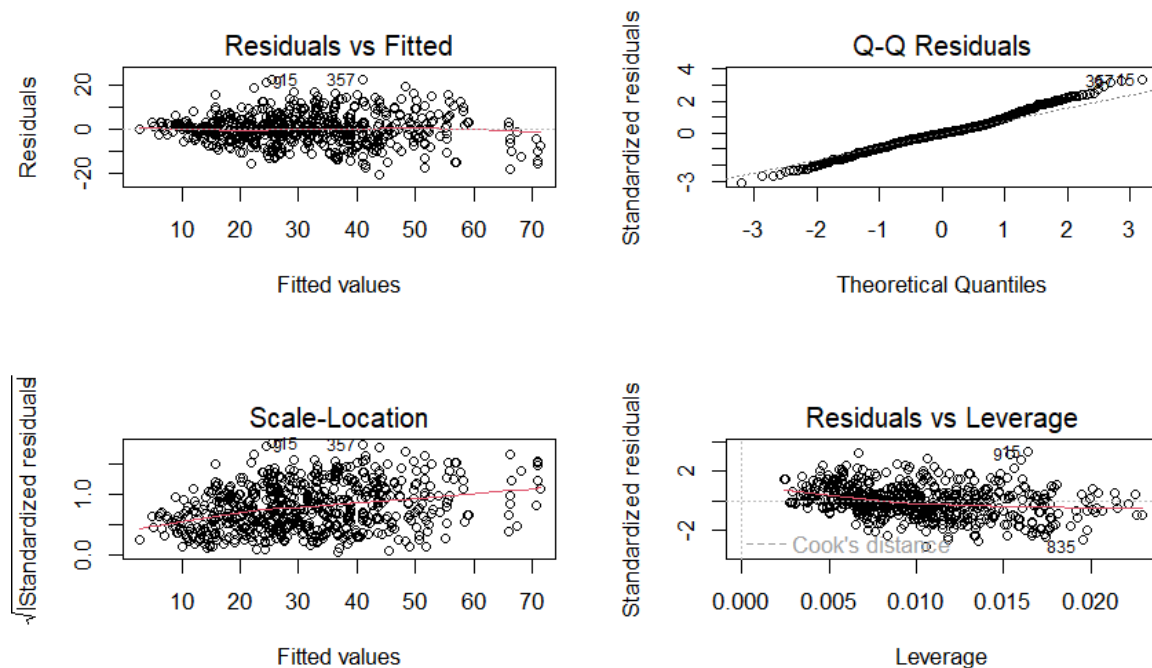 Residuals vs Fitted
Residuals
20
0
-20
915
357
10 20 30 40 50 60 70
Fitted values
Q-Q Residuals
Standardized residuals
4
2
0
-3
-3 -2 -1 0 1 2 3
Theoretical Quantiles
Scale-Location
√|Standardized residuals|
1.0
0.0
915
357
10 20 30 40 50 60 70
Fitted values
Residuals vs Leverage
Standardized residuals
2
-2
915
835
Cook's distance
0.000 0.005 0.010 0.015 0.020
Leverage